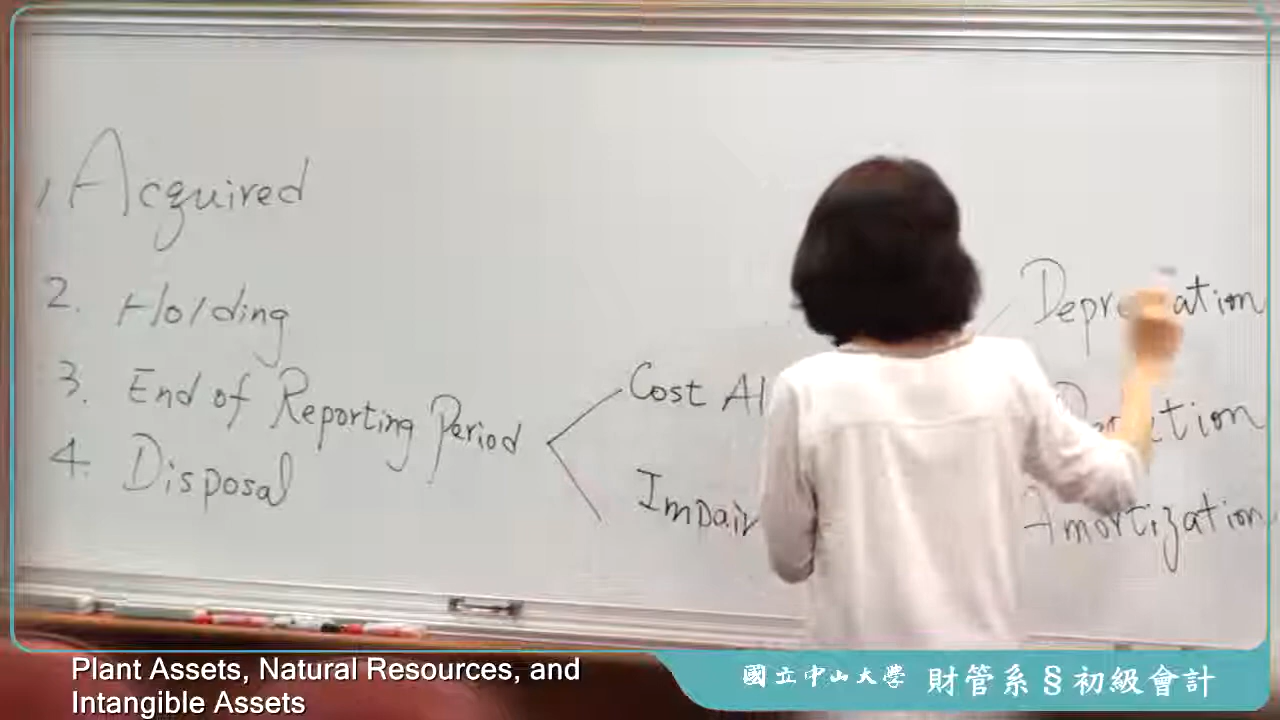 1 Acquired
2. Holding
3. End of Reporting Period
4. Disposal
Cost Al
Impair
Depre ation
tion
Amortization
Plant Assets, Natural Resources, and
Intangible Assets
國立中山大學 財管系§初級會計